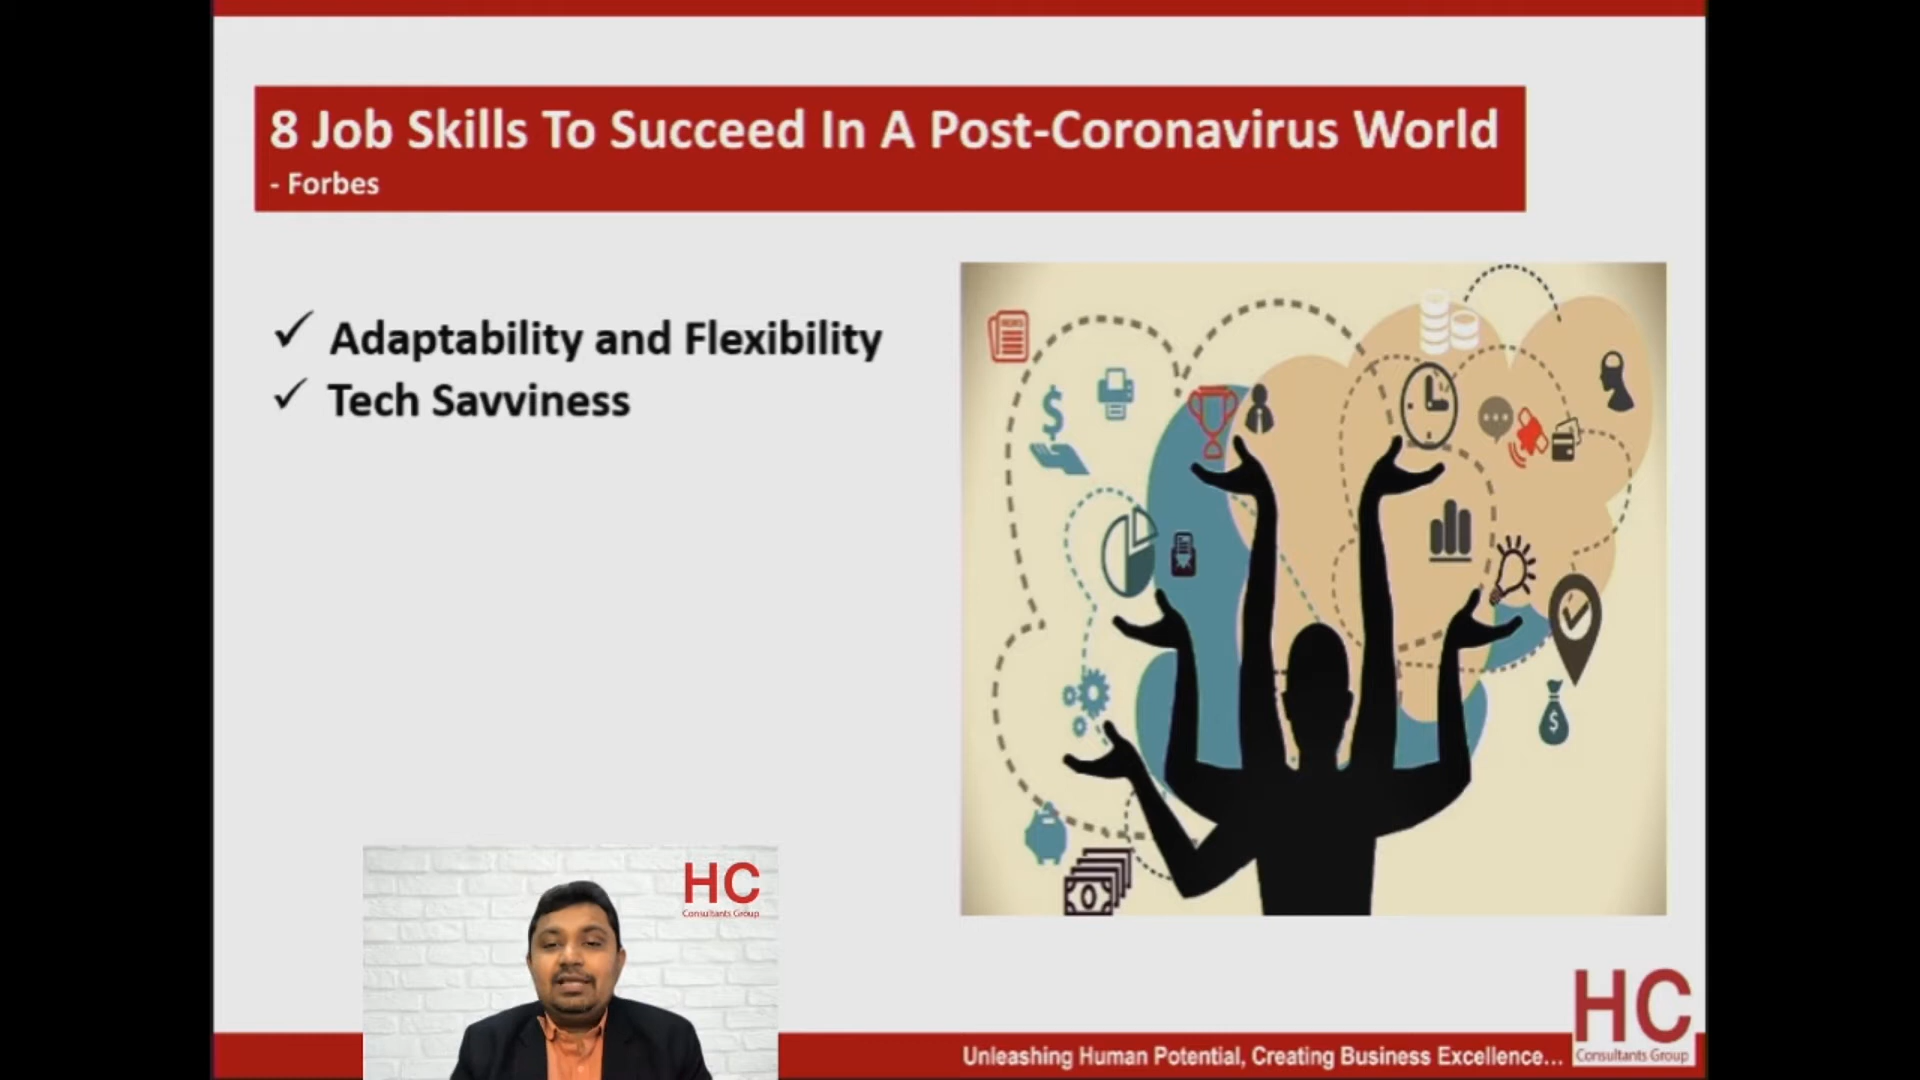 8 Job Skills To Succeed In A Post-Coronavirus World
- Forbes
✓ Adaptability and Flexibility
✓ Tech Savviness
NEWS
HC
Consultants Group
HC
Consultants Group
Unleashing Human Potential, Creating Business Excellence...